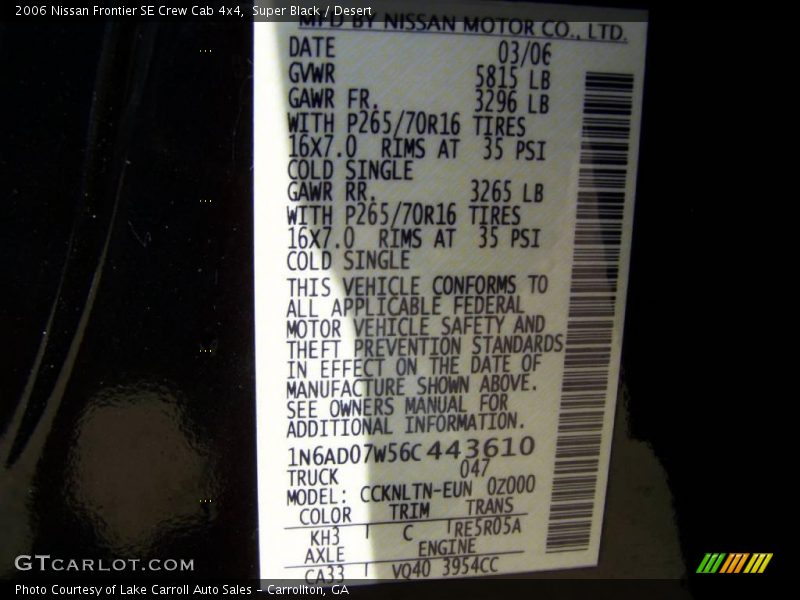 2006 Nissan Frontier SE Crew Cab 4x4, Super Black / Desert
MFD BY NISSAN MOTOR CO., LTD.
DATE 03/06
GVWR 5815 LB
GAWR FR. 3296 LB
WITH P265/70R16 TIRES
16X7.0 RIMS AT 35 PSI
COLD SINGLE
GAWR RR. 3265 LB
WITH P265/70R16 TIRES
16X7.0 RIMS AT 35 PSI
COLD SINGLE
THIS VEHICLE CONFORMS TO
ALL APPLICABLE FEDERAL
MOTOR VEHICLE SAFETY AND
THEFT PREVENTION STANDARDS
IN EFFECT ON THE DATE OF
MANUFACTURE SHOWN ABOVE.
SEE OWNERS MANUAL FOR
ADDITIONAL INFORMATION.
1N6AD07W56C443610
TRUCK 047
MODEL: CCKNLTN-EUN 0Z000
COLOR TRIM TRANS
KH3 C RE5R05A
AXLE ENGINE
CA33 VQ40 3954CC
GTcarlot.com
Photo Courtesy of Lake Carroll Auto Sales - Carrollton, GA